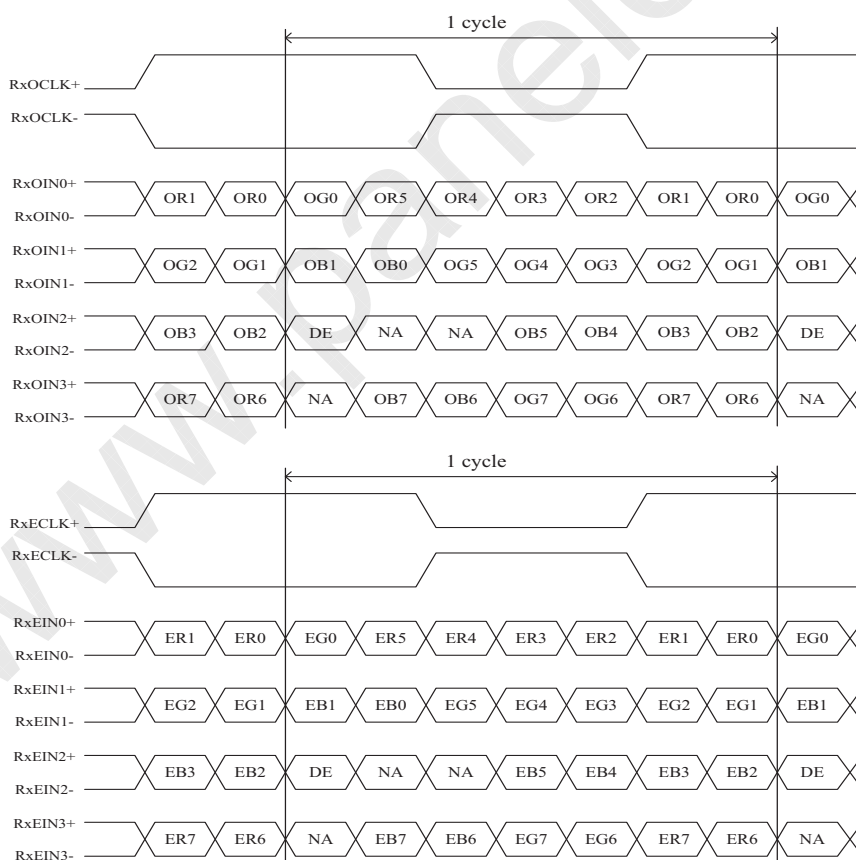 1 cycle
RxOCLK+
RxOCLK-
RxOIN0+
OR1 OR0 OG0 OR5 OR4 OR3 OR2 OR1 OR0 OG0
RxOIN0-
RxOIN1+
OG2 OG1 OB1 OB0 OG5 OG4 OG3 OG2 OG1 OB1
RxOIN1-
RxOIN2+
OB3 OB2 DE NA NA OB5 OB4 OB3 OB2 DE
RxOIN2-
RxOIN3+
OR7 OR6 NA OB7 OB6 OG7 OG6 OR7 OR6 NA
RxOIN3-
1 cycle
RxECLK+
RxECLK-
RxEIN0+
ER1 ER0 EG0 ER5 ER4 ER3 ER2 ER1 ER0 EG0
RxEIN0-
RxEIN1+
EG2 EG1 EB1 EB0 EG5 EG4 EG3 EG2 EG1 EB1
RxEIN1-
RxEIN2+
EB3 EB2 DE NA NA EB5 EB4 EB3 EB2 DE
RxEIN2-
RxEIN3+
ER7 ER6 NA EB7 EB6 EG7 EG6 ER7 ER6 NA
RxEIN3-